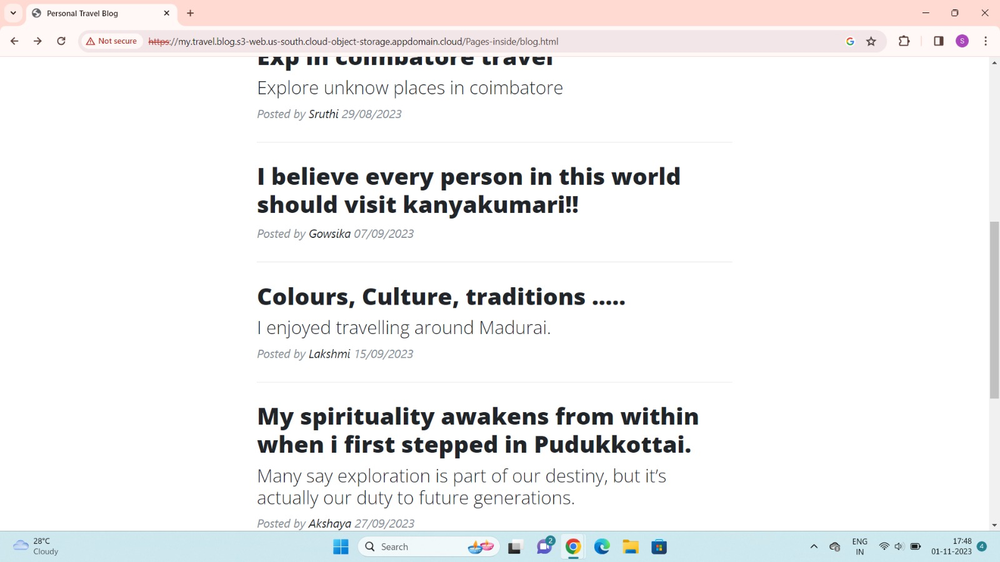 Personal Travel Blog
Not secure
https://my.travel.blog.s3-web.us-south.cloud-object-storage.appdomain.cloud/Pages-inside/blog.html
S
Exp in coimbatore travel
Explore unknow places in coimbatore
Posted by Sruthi 29/08/2023
I believe every person in this world
should visit kanyakumari!!
Posted by Gowsika 07/09/2023
Colours, Culture, traditions .....
I enjoyed travelling around Madurai.
Posted by Lakshmi 15/09/2023
My spirituality awakens from within
when i first stepped in Pudukkottai.
Many say exploration is part of our destiny, but it’s
actually our duty to future generations.
Posted by Akshaya 27/09/2023
28°C
Cloudy
Search
2
ENG
IN
17:48
01-11-2023
4